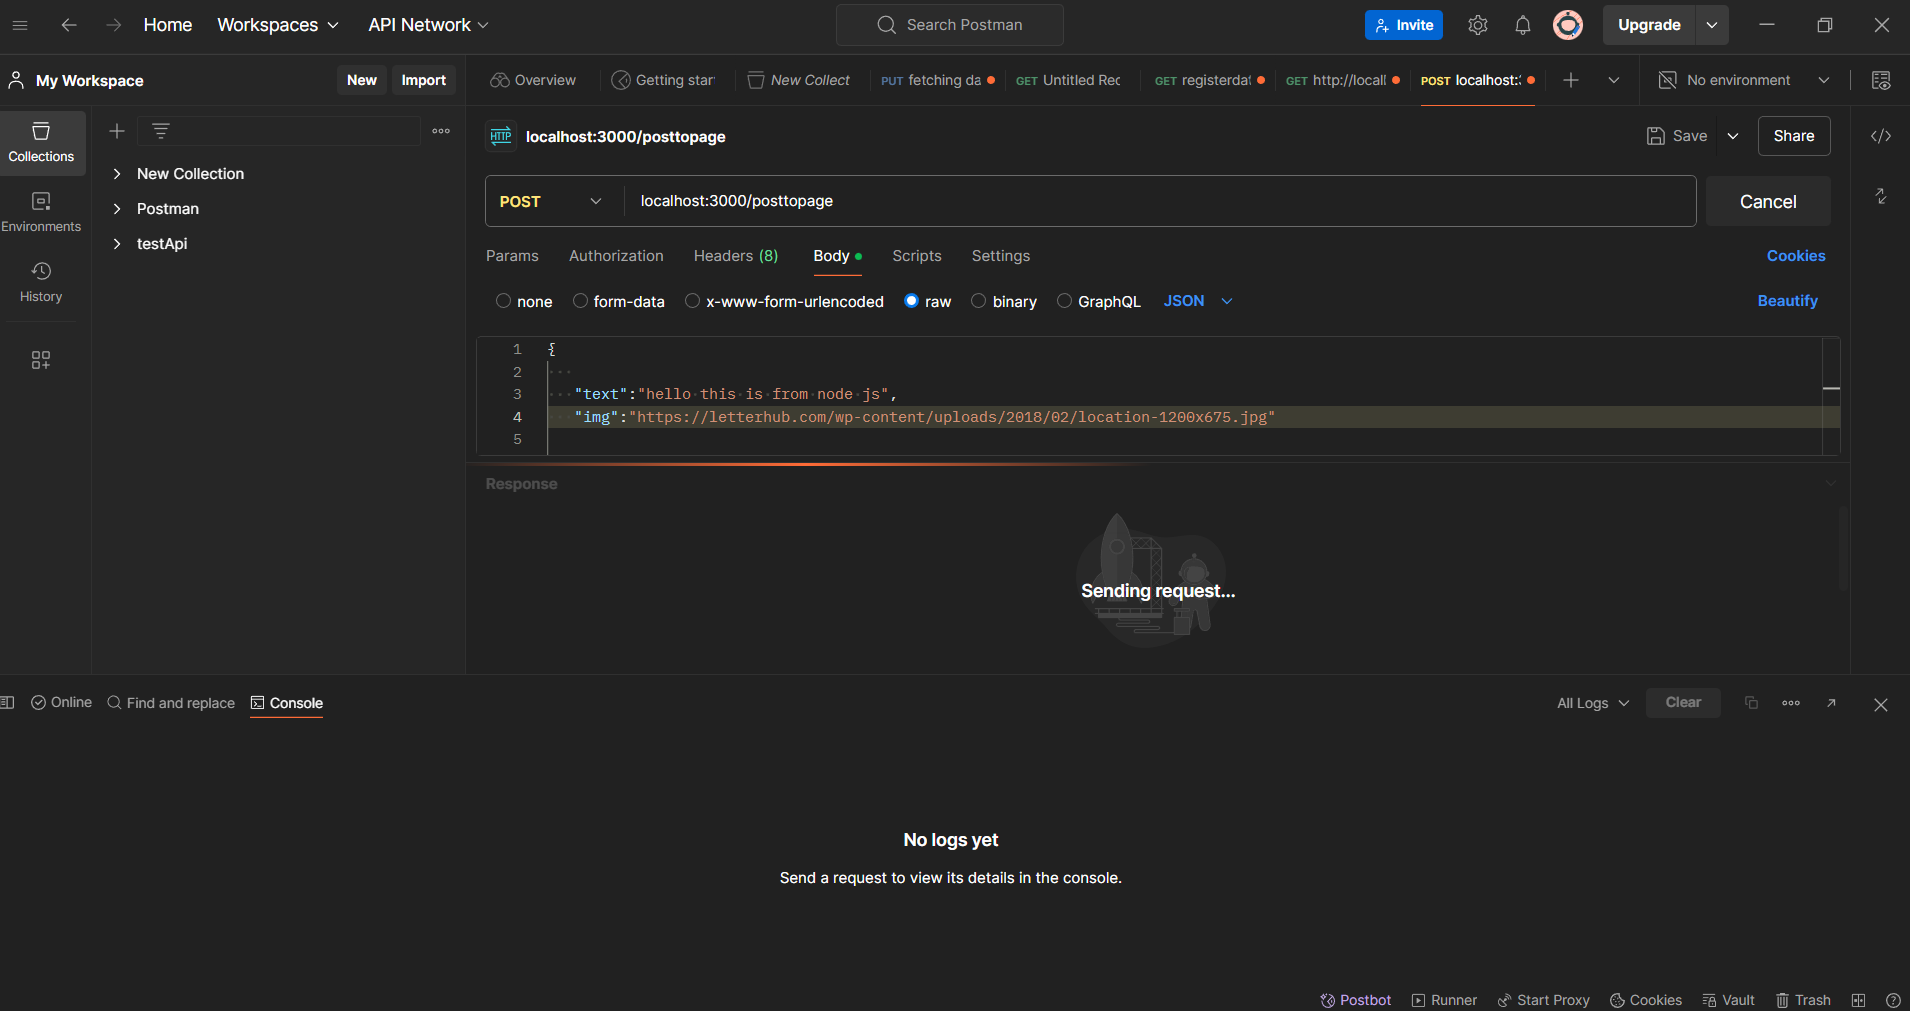 Home Workspaces API Network Search Postman Invite Upgrade
My Workspace New Import Overview Getting star New Collect PUT fetching da GET Untitled Rec GET registerdat GET http://locall POST localhost: No environment
Collections
Environments
History
New Collection
Postman
testApi
HTTP localhost:3000/posttopage Save Share
POST localhost:3000/posttopage Cancel
Params Authorization Headers (8) Body Scripts Settings Cookies
none form-data x-www-form-urlencoded raw binary GraphQL JSON Beautify
1 {
2
3 "text":"hello this is from node js",
4 "img":"https://letterhub.com/wp-content/uploads/2018/02/location-1200x675.jpg"
5
Response
Sending request...
Online Find and replace Console All Logs Clear
No logs yet
Send a request to view its details in the console.
Postbot Runner Start Proxy Cookies Vault Trash